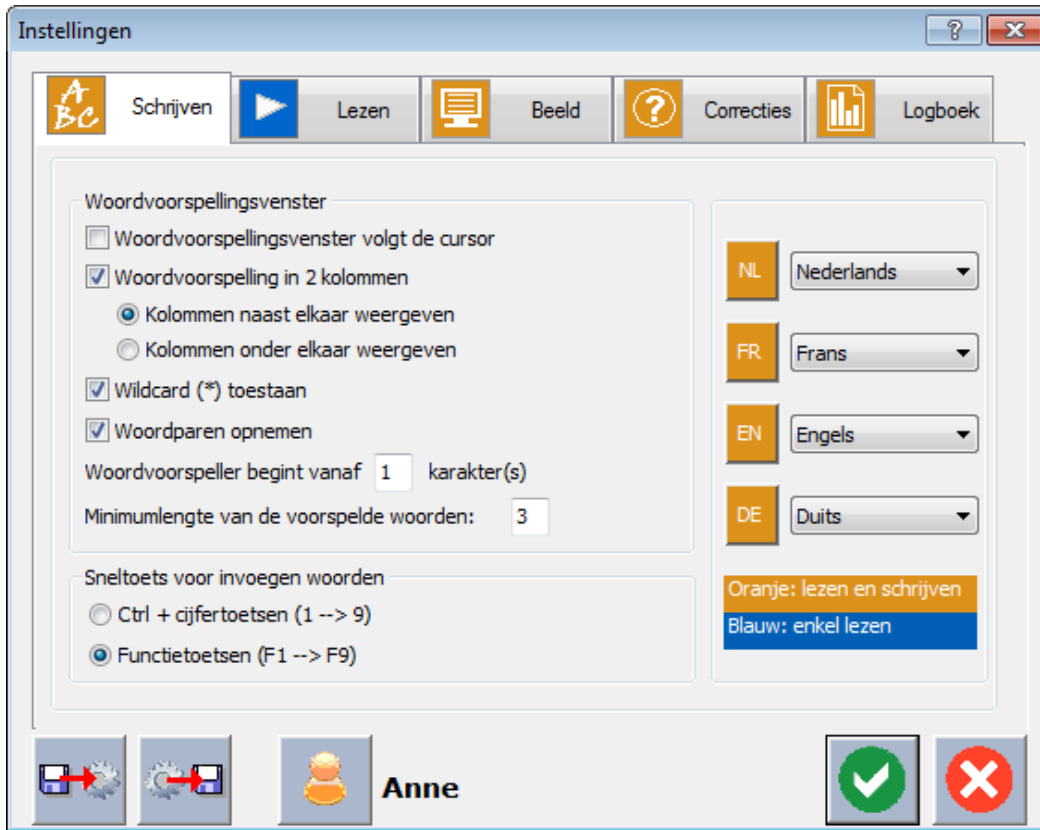 Instellingen
ABC Schrijven Lezen Beeld ? Correcties Logboek
Woordvoorspellingsvenster
Woordvoorspellingsvenster volgt de cursor
Woordvoorspelling in 2 kolommen
Kolommen naast elkaar weergeven
Kolommen onder elkaar weergeven
Wildcard (*) toestaan
Woordparen opnemen
Woordvoorspeller begint vanaf 1 karakter(s)
Minimumlengte van de voorspelde woorden: 3
Sneltoets voor invoegen woorden
Ctrl + cijfertoetsen (1 --> 9)
Functietoetsen (F1 --> F9)
NL Nederlands
FR Frans
EN Engels
DE Duits
Oranje: lezen en schrijven
Blauw: enkel lezen
Anne